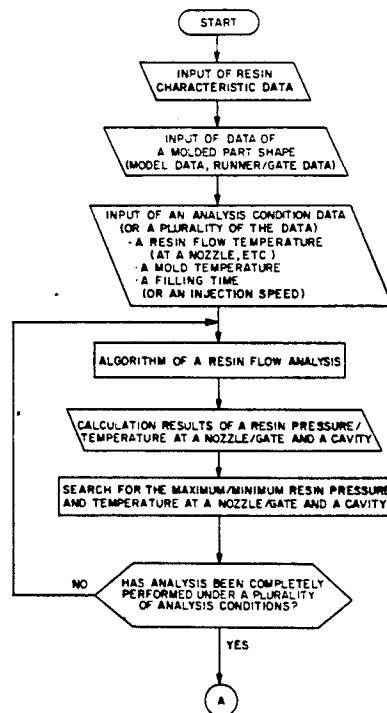 START
INPUT OF RESIN
CHARACTERISTIC DATA
INPUT OF DATA OF
A MOLDED PART SHAPE
(MODEL DATA, RUNNER/GATE DATA)
INPUT OF AN ANALYSIS CONDITION DATA
(OR A PLURALITY OF THE DATA)
·A RESIN FLOW TEMPERATURE
(AT A NOZZLE, ETC)
·A MOLD TEMPERATURE
·A FILLING TIME
(OR AN INJECTION SPEED)
ALGORITHM OF A RESIN FLOW ANALYSIS
CALCULATION RESULTS OF A RESIN PRESSURE/
TEMPERATURE AT A NOZZLE/GATE AND A CAVITY
SEARCH FOR THE MAXIMUM/MINIMUM RESIN PRESSURE
AND TEMPERATURE AT A NOZZLE/GATE AND A CAVITY
NO
HAS ANALYSIS BEEN COMPLETELY
PERFORMED UNDER A PLURALITY
OF ANALYSIS CONDITIONS?
YES
A